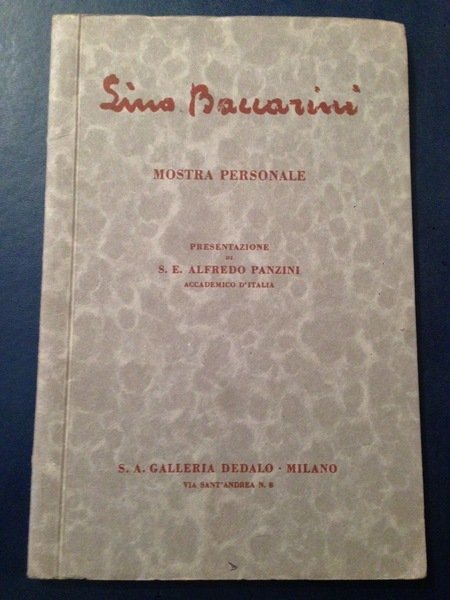 Lino Baccarini
MOSTRA PERSONALE
PRESENTAZIONE
DI
S. E. ALFREDO PANZINI
ACCADEMICO D'ITALIA
S. A. GALLERIA DEDALO · MILANO
VIA SANT'ANDREA N. 8